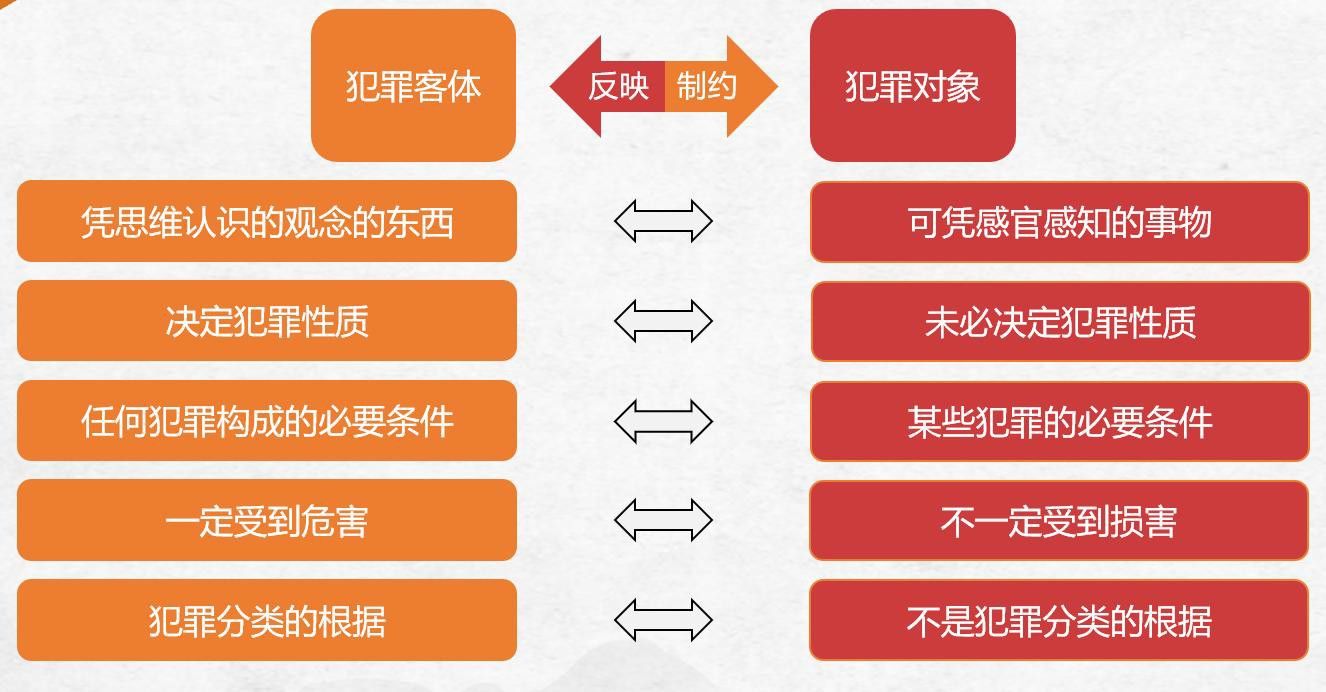 犯罪客体
反映 制约
犯罪对象
凭思维认识的观念的东西
可凭感官感知的事物
决定犯罪性质
未必决定犯罪性质
任何犯罪构成的必要条件
某些犯罪的必要条件
一定受到危害
不一定受到损害
犯罪分类的根据
不是犯罪分类的根据